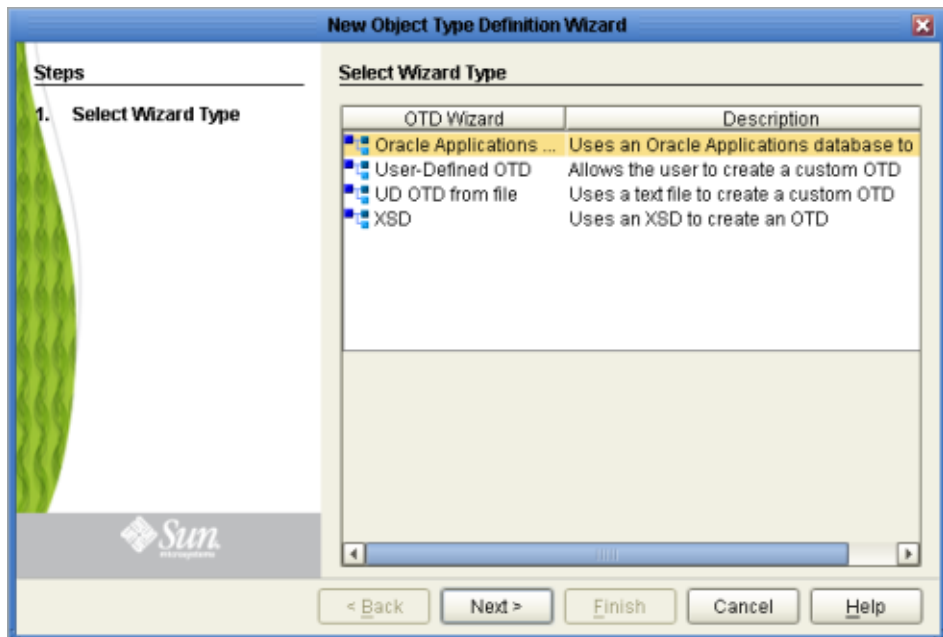 New Object Type Definition Wizard
Steps
1. Select Wizard Type
Select Wizard Type
OTD Wizard Description
Oracle Applications ... Uses an Oracle Applications database to
User-Defined OTD Allows the user to create a custom OTD
UD OTD from file Uses a text file to create a custom OTD
XSD Uses an XSD to create an OTD
Sun
microsystems
< Back Next > Finish Cancel Help